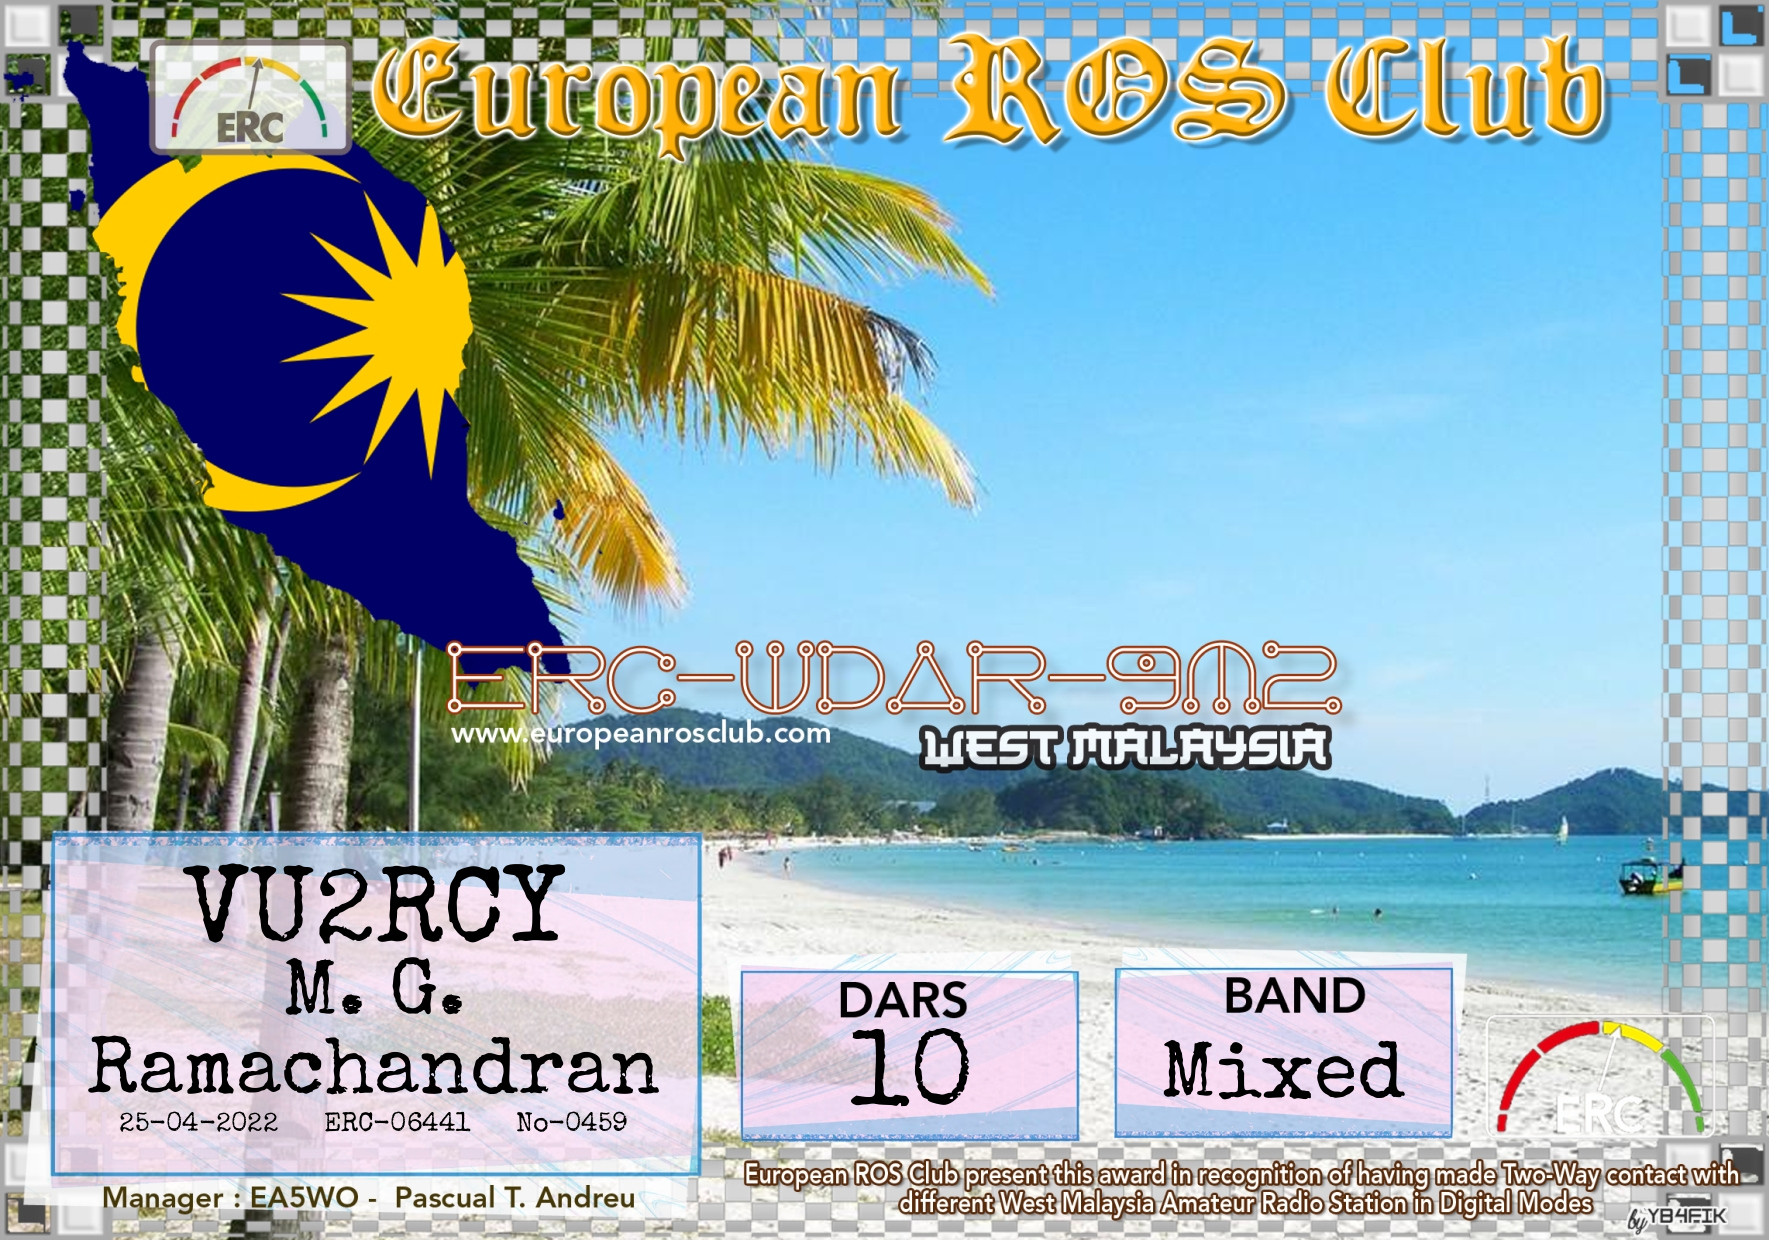 ERC
European ROS Club
ERC-WDAR-9M2
www.europeanrosclub.com
WEST MALAYSIA
VU2RCY
M. G.
Ramachandran
25-04-2022 ERC-06441 No-0459
DARS
10
BAND
Mixed
ERC
Manager : EA5WO - Pascual T. Andreu
European ROS Club present this award in recognition of having made Two-Way contact with
different West Malaysia Amateur Radio Station in Digital Modes
by YB4FIK